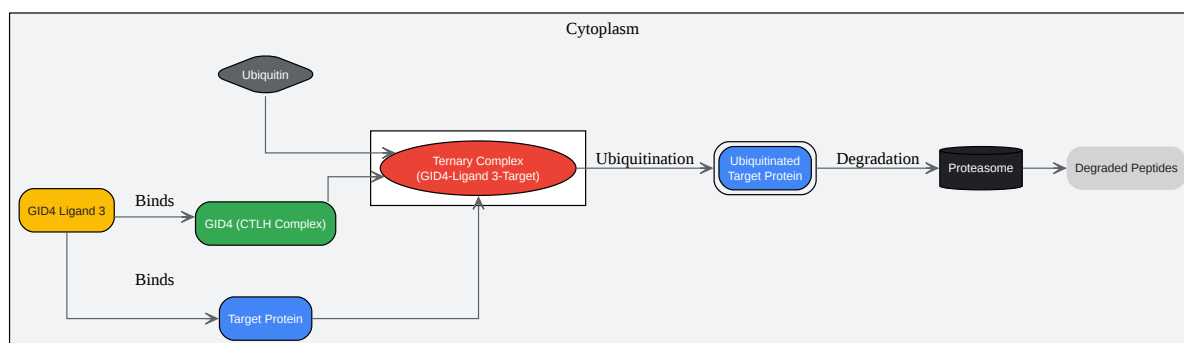 Cytoplasm
Ubiquitin
Ternary Complex
(GID4-Ligand 3-Target)
Ubiquitination
Ubiquitinated
Target Protein
Degradation
Proteasome
Degraded Peptides
GID4 Ligand 3
Binds
GID4 (CTLH Complex)
Binds
Target Protein